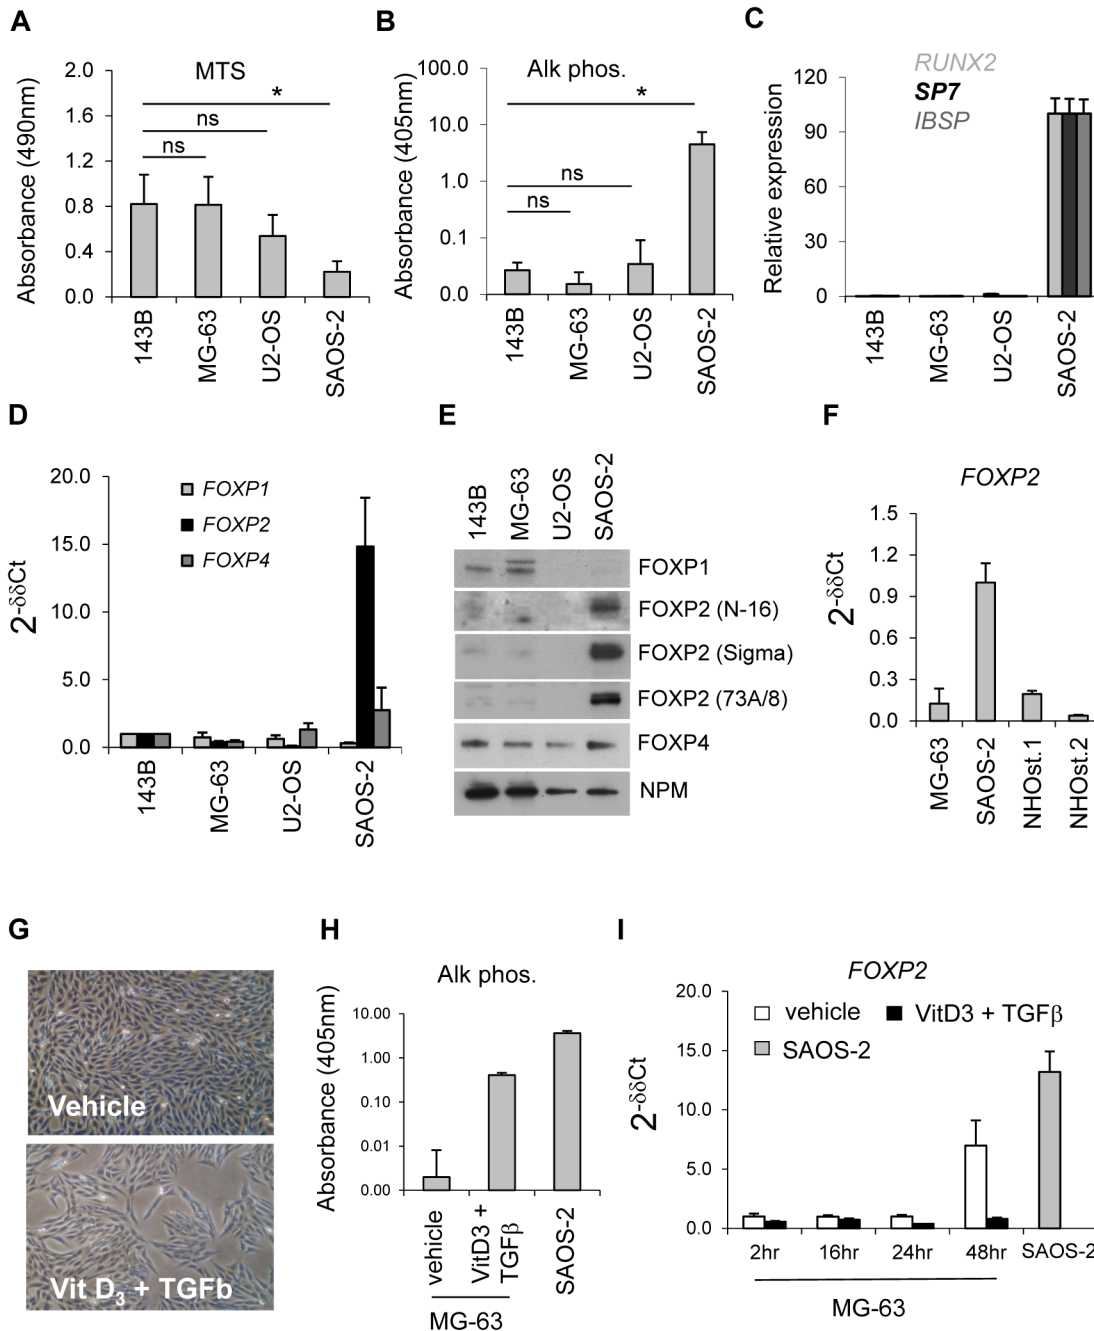 A
MTS
Absorbance (490nm)
2.0
1.6
1.2
0.8
0.4
0.0
*
ns
ns
143B
MG-63
U2-OS
SAOS-2
B
Alk phos.
Absorbance (405nm)
100.0
10.0
1.0
0.1
0.0
*
ns
ns
143B
MG-63
U2-OS
SAOS-2
C
RUNX2
SP7
IBSP
Relative expression
120
90
60
30
0
143B
MG-63
U2-OS
SAOS-2
D
2-δδCt
20.0
15.0
10.0
5.0
0.0
FOXP1
FOXP2
FOXP4
143B
MG-63
U2-OS
SAOS-2
E
143B
MG-63
U2-OS
SAOS-2
FOXP1
FOXP2 (N-16)
FOXP2 (Sigma)
FOXP2 (73A/8)
FOXP4
NPM
F
FOXP2
2-δδCt
1.5
1.2
0.9
0.6
0.3
0.0
MG-63
SAOS-2
NHOst.1
NHOst.2
G
Vehicle
Vit D3 + TGFb
H
Alk phos.
Absorbance (405nm)
10.00
1.00
0.10
0.01
0.00
vehicle
VitD3 +
TGFβ
SAOS-2
MG-63
I
FOXP2
2-δδCt
20.0
15.0
10.0
5.0
0.0
vehicle
VitD3 + TGFβ
SAOS-2
2hr
16hr
24hr
48hr
SAOS-2
MG-63